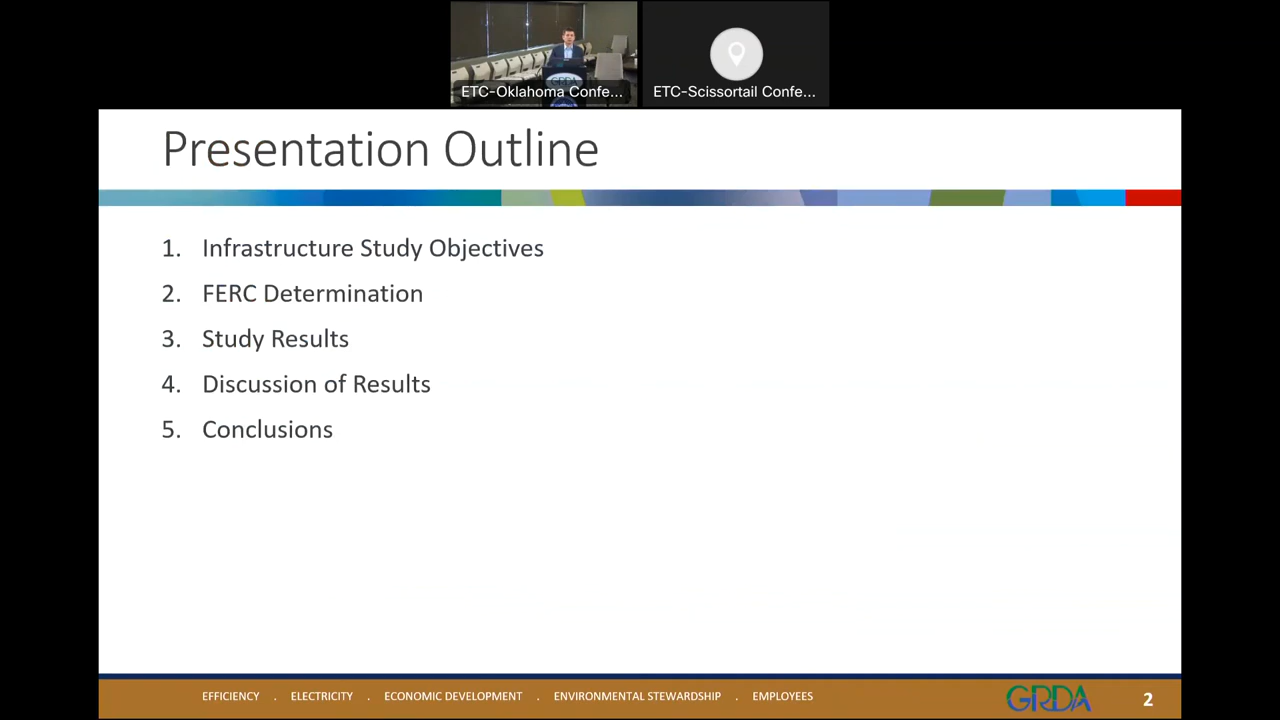 ETC-Oklahoma Confe...
ETC-Scissortail Confe...
GRDA
Presentation Outline
1. Infrastructure Study Objectives
2. FERC Determination
3. Study Results
4. Discussion of Results
5. Conclusions
EFFICIENCY . ELECTRICITY . ECONOMIC DEVELOPMENT . ENVIRONMENTAL STEWARDSHIP . EMPLOYEES
GRDA
2